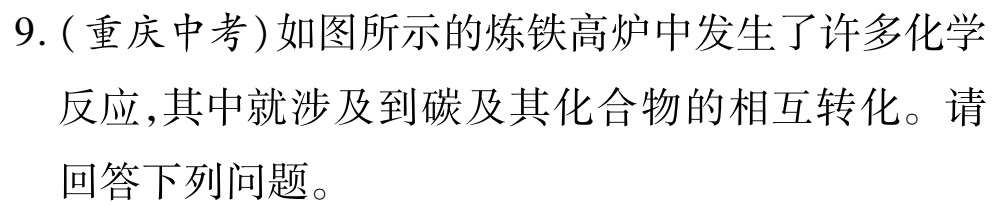 9. (重庆中考)如图所示的炼铁高炉中发生了许多化学
反应,其中就涉及到碳及其化合物的相互转化。请
回答下列问题。